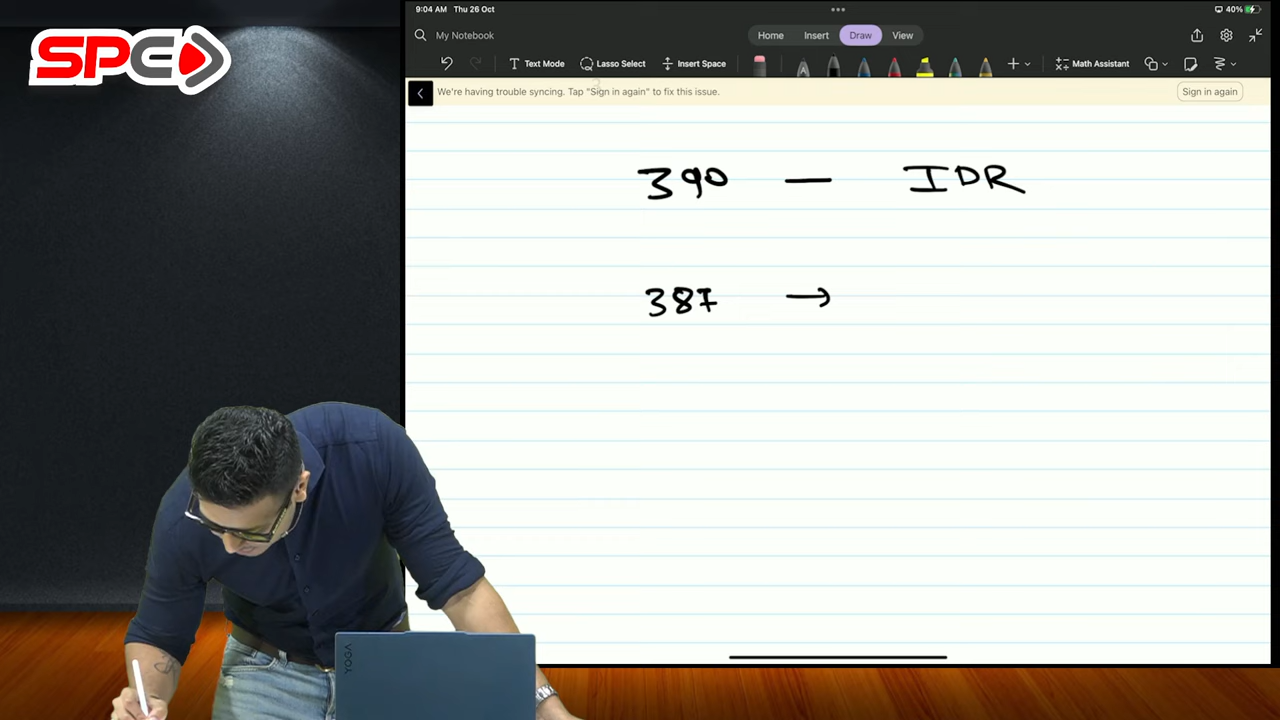 SPE
9:04 AM Thu 26 Oct
40%
My Notebook
Home Insert Draw View
Text Mode Lasso Select Insert Space Math Assistant
We're having trouble syncing. Tap "Sign in again" to fix this issue. Sign in again
390 — IDR
387 →
YOGA